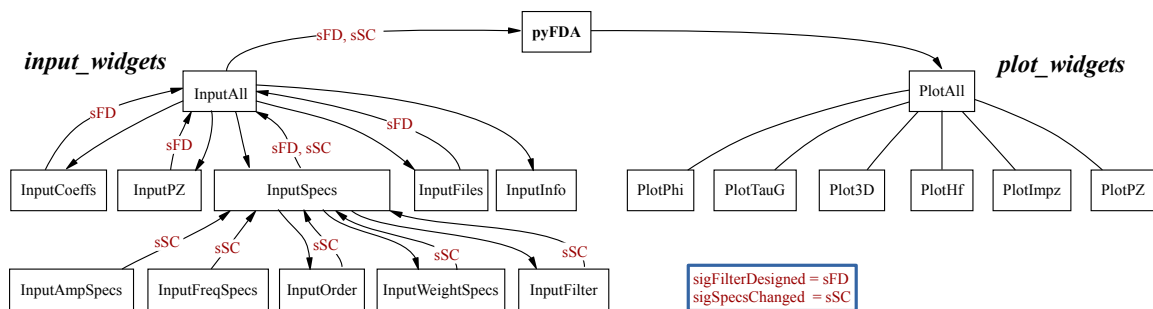 sFD, sSC
pyFDA
input_widgets
plot_widgets
InputAll
PlotAll
sFD
sFD
sFD
sFD, sSC
InputCoeffs
InputPZ
InputSpecs
InputFiles
InputInfo
PlotPhi
PlotTauG
Plot3D
PlotHf
PlotImpz
PlotPZ
sSC
sSC
sSC
sSC
sSC
InputAmpSpecs
InputFreqSpecs
InputOrder
InputWeightSpecs
InputFilter
sigFilterDesigned = sFD
sigSpecsChanged = sSC